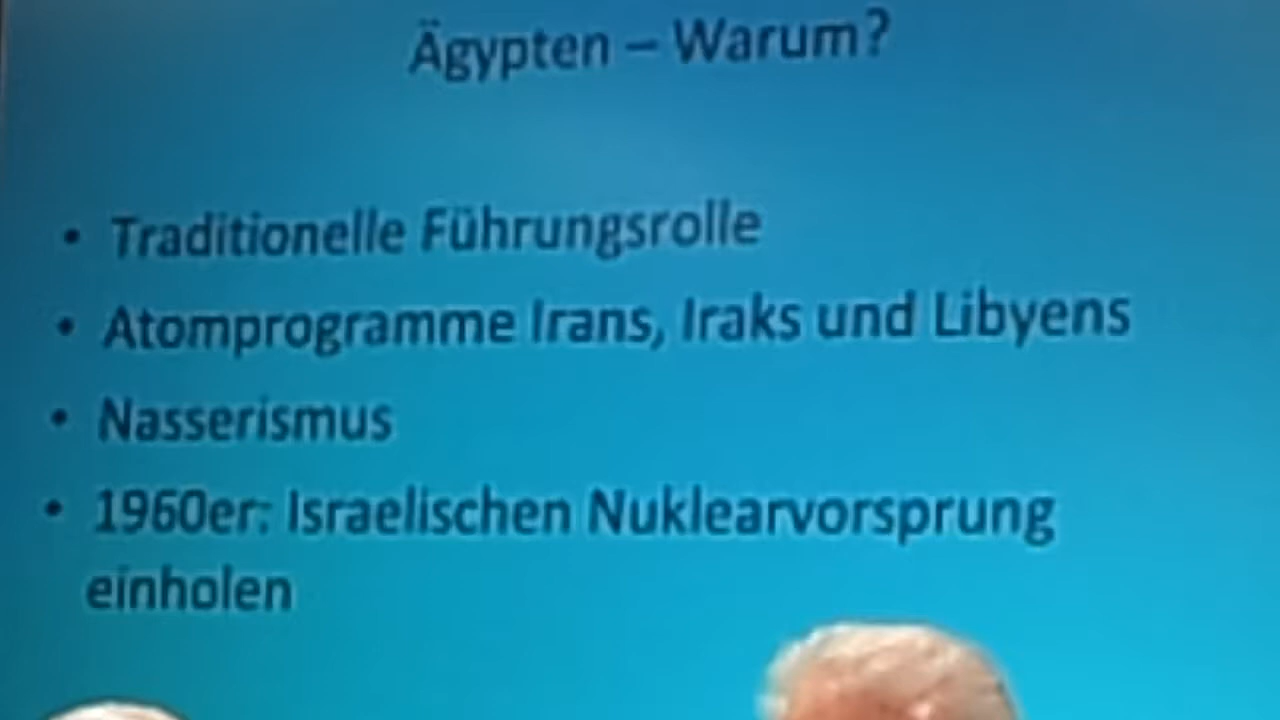 Ägypten – Warum?
• Traditionelle Führungsrolle
• Atomprogramme Irans, Iraks und Libyens
• Nasserismus
• 1960er: Israelischen Nuklearvorsprung
einholen